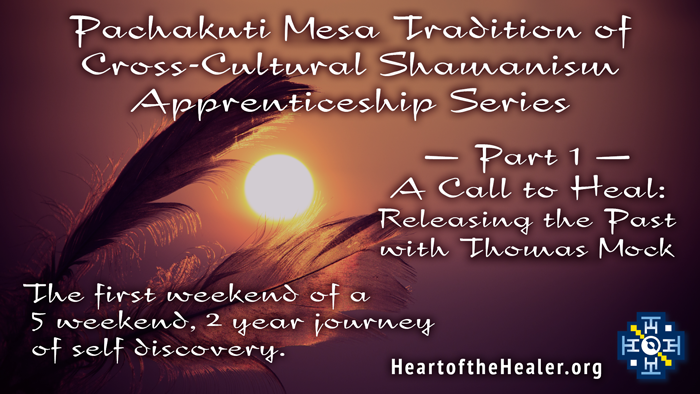 Pachakuti Mesa Tradition of
Cross-Cultural Shamanism
Apprenticeship Series
— Part 1 —
A Call to Heal:
Releasing the Past
with Thomas Mock
The first weekend of a
5 weekend, 2 year journey
of self discovery.
HeartoftheHealer.org